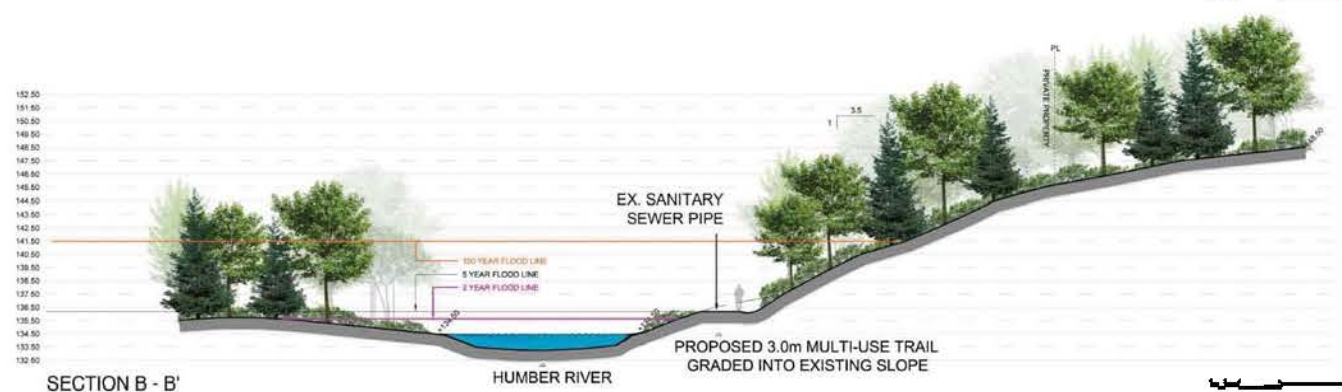 PL
PRIVATE PROPERTY
3.5
1
152.50
151.50
150.50
149.50
148.50
147.50
146.50
145.50
144.50
143.50
142.50
141.50
140.50
139.50
138.50
137.50
136.50
135.50
134.50
133.50
132.50
EX. SANITARY
SEWER PIPE
100 YEAR FLOOD LINE
5 YEAR FLOOD LINE
2 YEAR FLOOD LINE
+134.50
PROPOSED 3.0m MULTI-USE TRAIL
GRADED INTO EXISTING SLOPE
HUMBER RIVER
SECTION B - B'